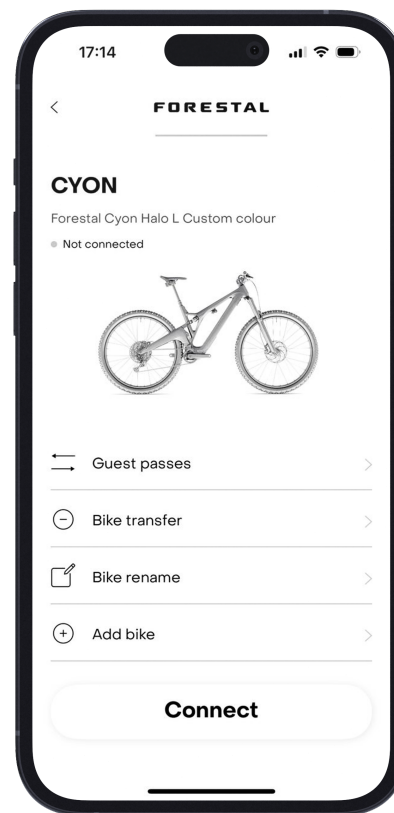 17:14
FORESTAL
CYON
Forestal Cyon Halo L Custom colour
Not connected
Guest passes
Bike transfer
Bike rename
Add bike
Connect